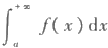 ∫_a^{+∞} f(x) dx